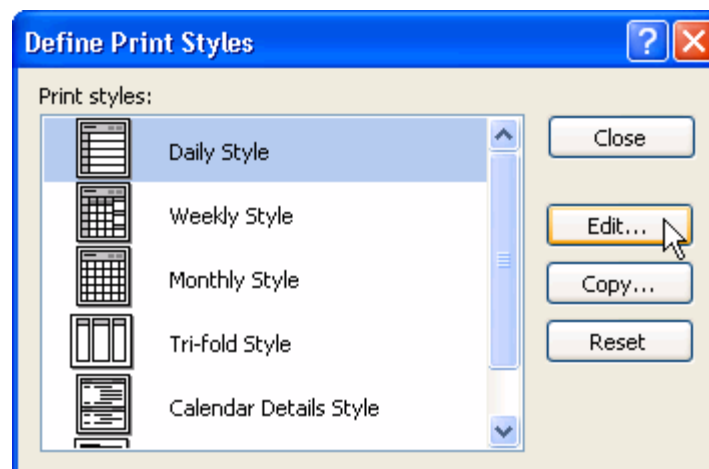 Define Print Styles
Print styles:
Daily Style
Weekly Style
Monthly Style
Tri-fold Style
Calendar Details Style
Close
Edit...
Copy...
Reset